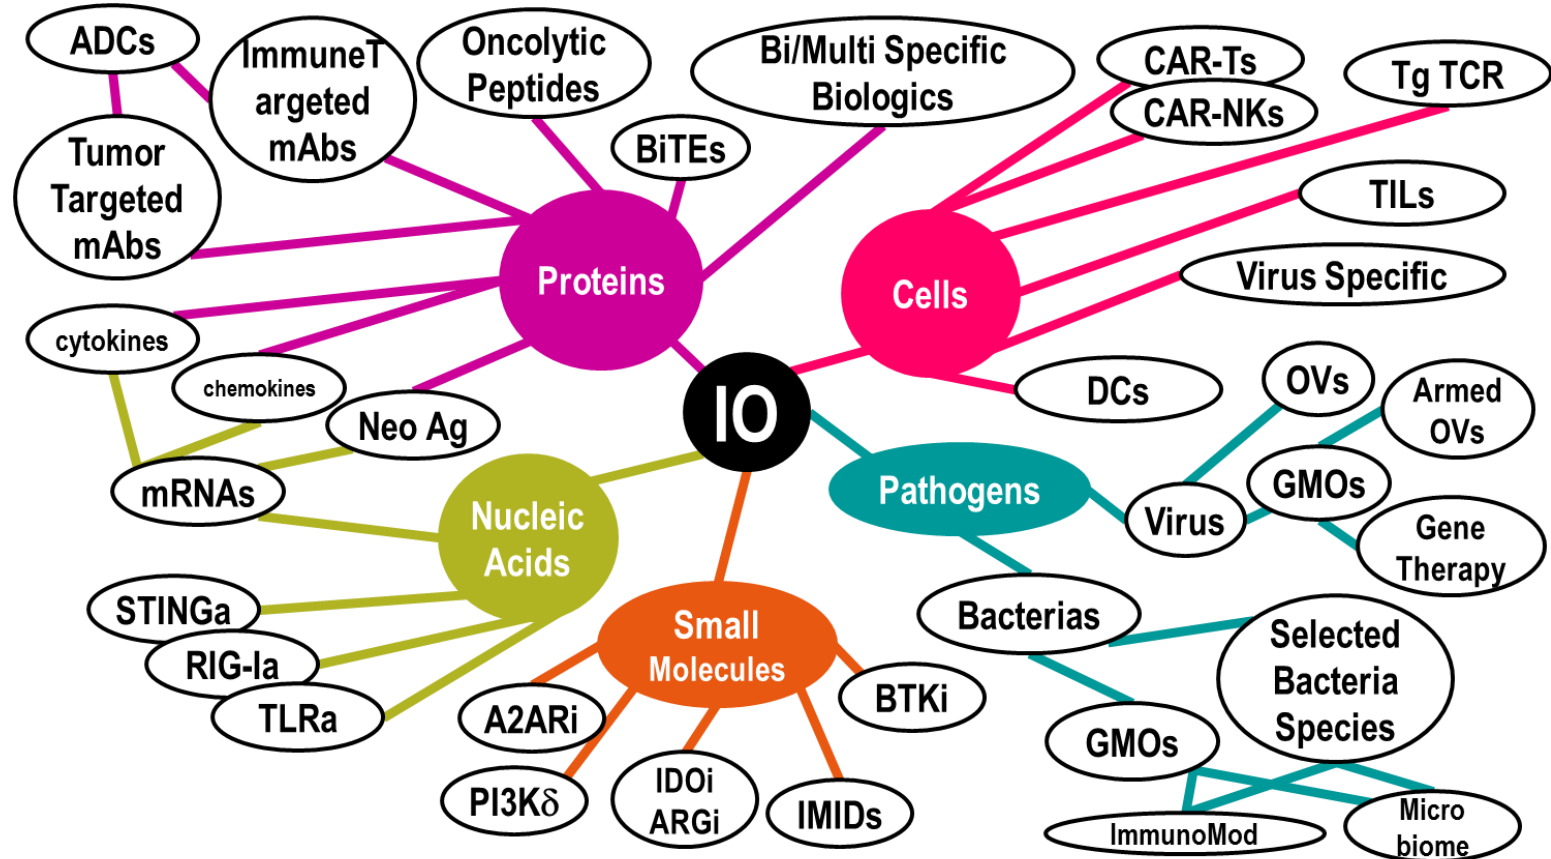 ADCs
ImmuneT
argeted
mAbs
Oncolytic
Peptides
Bi/Multi Specific
Biologics
CAR-Ts
CAR-NKs
Tg TCR
Tumor
Targeted
mAbs
BiTEs
TILs
Proteins
Cells
Virus Specific
cytokines
chemokines
Neo Ag
IO
DCs
OVs
Armed
OVs
mRNAs
Nucleic
Acids
Pathogens
Virus
GMOs
Gene
Therapy
STINGa
RIG-Ia
TLRa
Small
Molecules
A2ARi
PI3Kδ
IDOi
ARGi
IMIDs
BTKi
Bacterias
Selected
Bacteria
Species
GMOs
ImmunoMod
Micro
biome